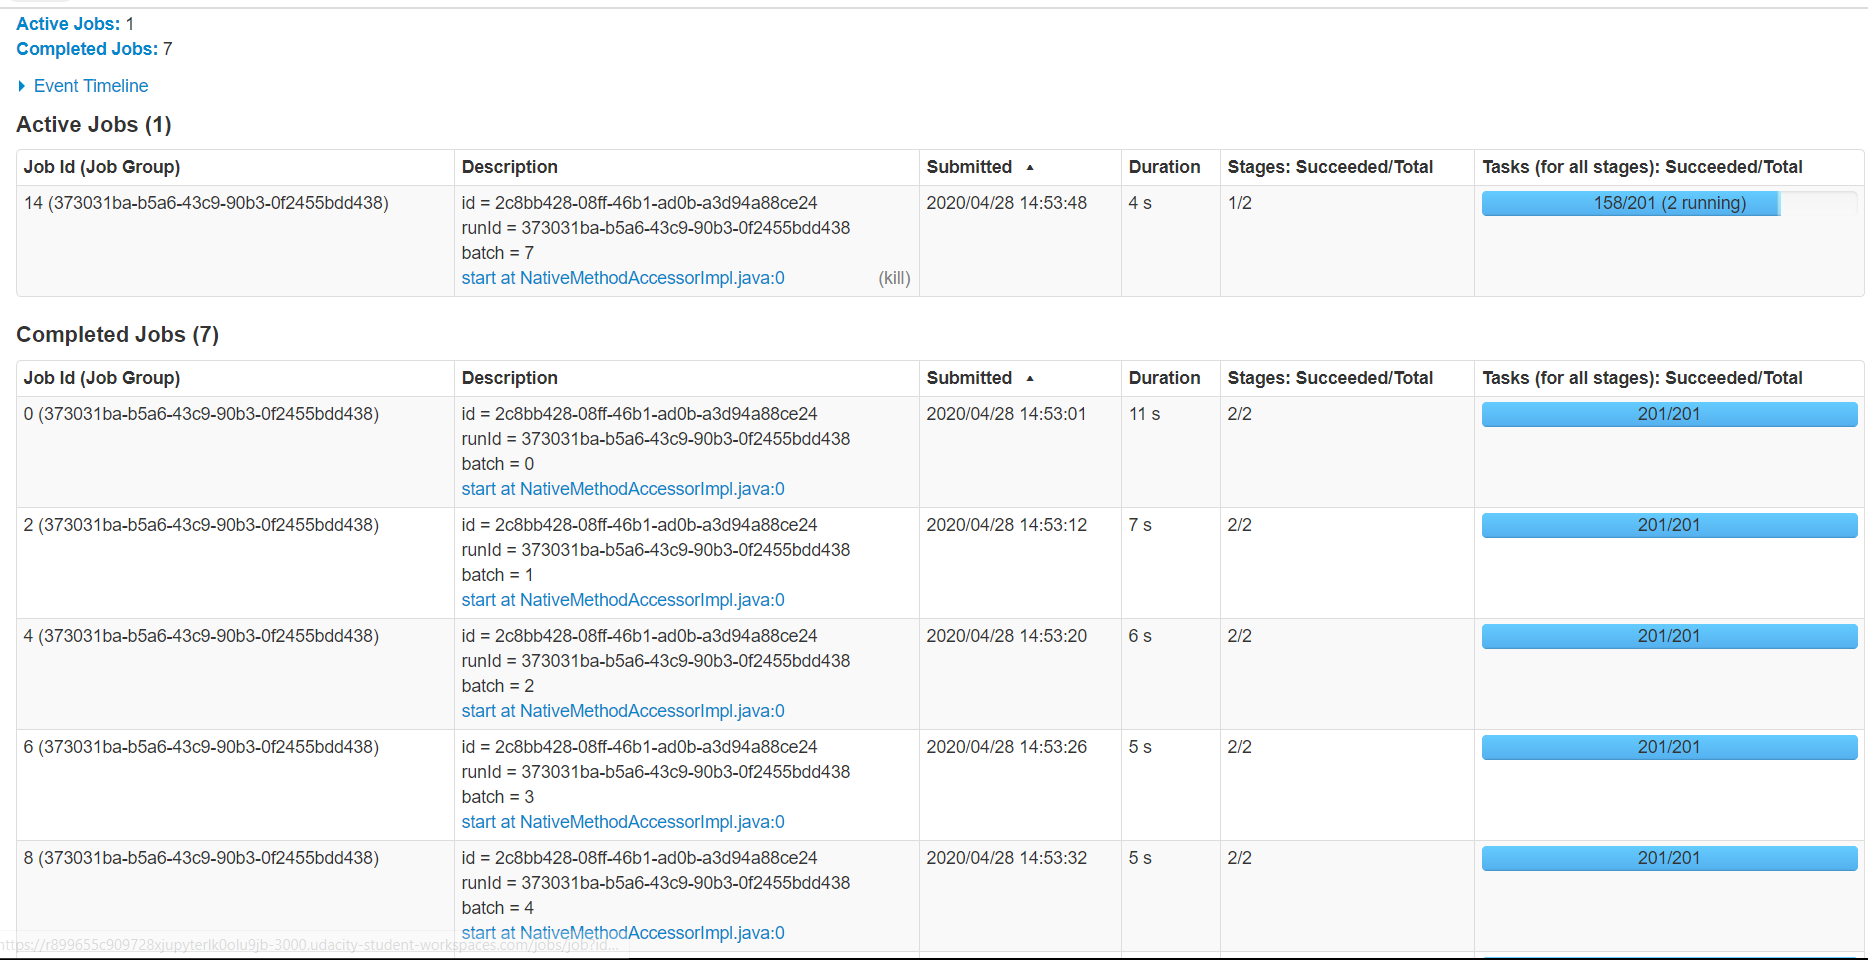 Active Jobs: 1
Completed Jobs: 7
Event Timeline
Active Jobs (1)
Job Id (Job Group) Description Submitted Duration Stages: Succeeded/Total Tasks (for all stages): Succeeded/Total
14 (373031ba-b5a6-43c9-90b3-0f2455bdd438) id = 2c8bb428-08ff-46b1-ad0b-a3d94a88ce24 2020/04/28 14:53:48 4 s 1/2 158/201 (2 running)
runId = 373031ba-b5a6-43c9-90b3-0f2455bdd438
batch = 7
start at NativeMethodAccessorImpl.java:0 (kill)
Completed Jobs (7)
Job Id (Job Group) Description Submitted Duration Stages: Succeeded/Total Tasks (for all stages): Succeeded/Total
0 (373031ba-b5a6-43c9-90b3-0f2455bdd438) id = 2c8bb428-08ff-46b1-ad0b-a3d94a88ce24 2020/04/28 14:53:01 11 s 2/2 201/201
runId = 373031ba-b5a6-43c9-90b3-0f2455bdd438
batch = 0
start at NativeMethodAccessorImpl.java:0
2 (373031ba-b5a6-43c9-90b3-0f2455bdd438) id = 2c8bb428-08ff-46b1-ad0b-a3d94a88ce24 2020/04/28 14:53:12 7 s 2/2 201/201
runId = 373031ba-b5a6-43c9-90b3-0f2455bdd438
batch = 1
start at NativeMethodAccessorImpl.java:0
4 (373031ba-b5a6-43c9-90b3-0f2455bdd438) id = 2c8bb428-08ff-46b1-ad0b-a3d94a88ce24 2020/04/28 14:53:20 6 s 2/2 201/201
runId = 373031ba-b5a6-43c9-90b3-0f2455bdd438
batch = 2
start at NativeMethodAccessorImpl.java:0
6 (373031ba-b5a6-43c9-90b3-0f2455bdd438) id = 2c8bb428-08ff-46b1-ad0b-a3d94a88ce24 2020/04/28 14:53:26 5 s 2/2 201/201
runId = 373031ba-b5a6-43c9-90b3-0f2455bdd438
batch = 3
start at NativeMethodAccessorImpl.java:0
8 (373031ba-b5a6-43c9-90b3-0f2455bdd438) id = 2c8bb428-08ff-46b1-ad0b-a3d94a88ce24 2020/04/28 14:53:32 5 s 2/2 201/201
runId = 373031ba-b5a6-43c9-90b3-0f2455bdd438
batch = 4
start at NativeMethodAccessorImpl.java:0